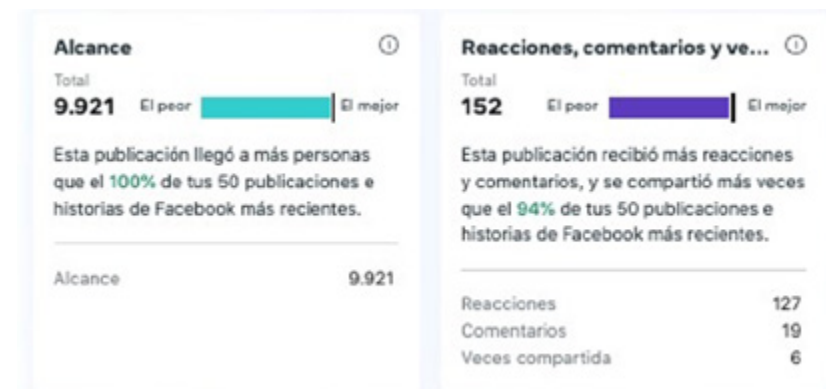 Alcance
Total
9.921 El peor El mejor
Esta publicación llegó a más personas
que el 100% de tus 50 publicaciones e
historias de Facebook más recientes.
Alcance 9.921
Reacciones, comentarios y ve...
Total
152 El peor El mejor
Esta publicación recibió más reacciones
y comentarios, y se compartió más veces
que el 94% de tus 50 publicaciones e
historias de Facebook más recientes.
Reacciones 127
Comentarios 19
Veces compartida 6